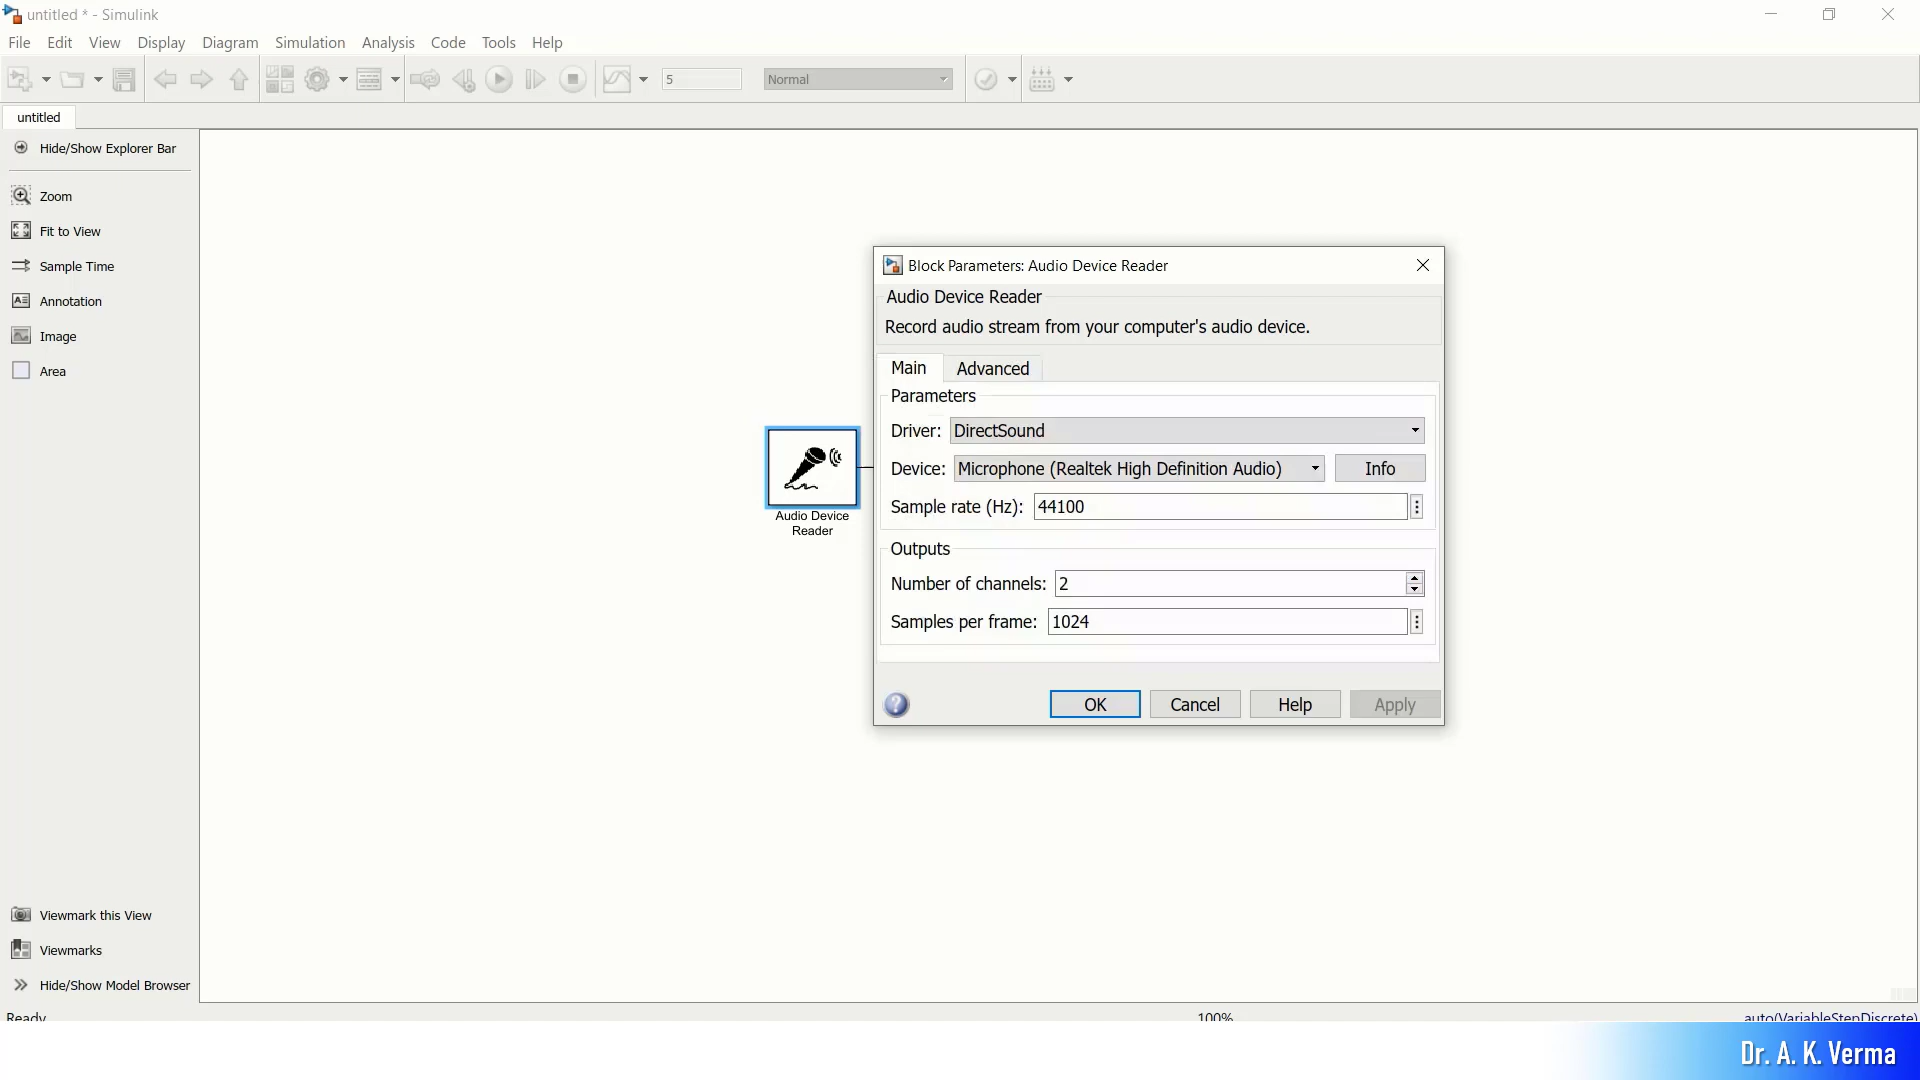 untitled * - Simulink
File Edit View Display Diagram Simulation Analysis Code Tools Help
5 Normal
untitled
Hide/Show Explorer Bar
Zoom
Fit to View
Sample Time
Annotation
Image
Area
Audio Device
Reader
Block Parameters: Audio Device Reader
Audio Device Reader
Record audio stream from your computer's audio device.
Main Advanced
Parameters
Driver: DirectSound
Device: Microphone (Realtek High Definition Audio) Info
Sample rate (Hz): 44100
Outputs
Number of channels: 2
Samples per frame: 1024
OK Cancel Help Apply
Viewmark this View
Viewmarks
Hide/Show Model Browser
Ready 100% auto(VariableStepDiscrete)
Dr. A. K. Verma